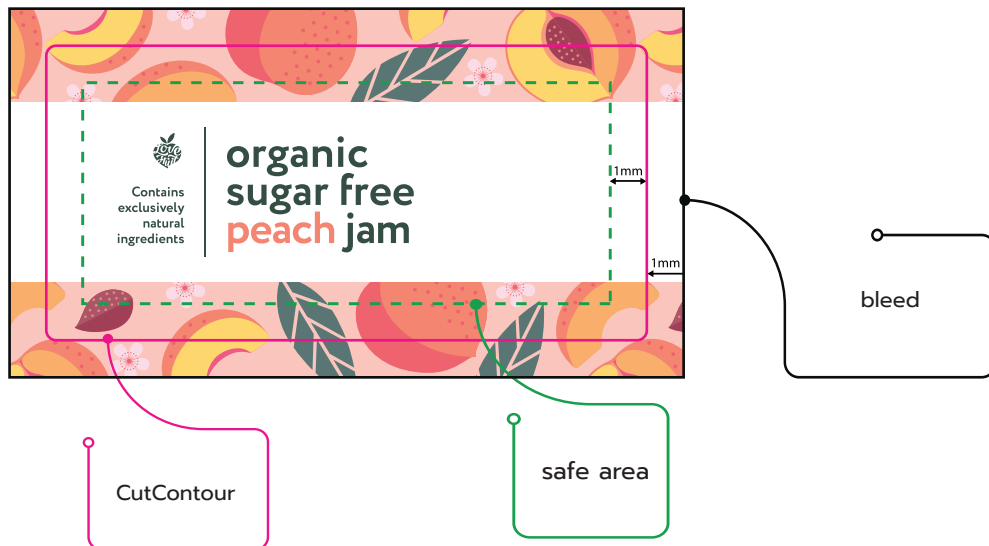 Contains
exclusively
natural
ingredients
organic
sugar free
peach jam
1mm
1mm
bleed
safe area
CutContour